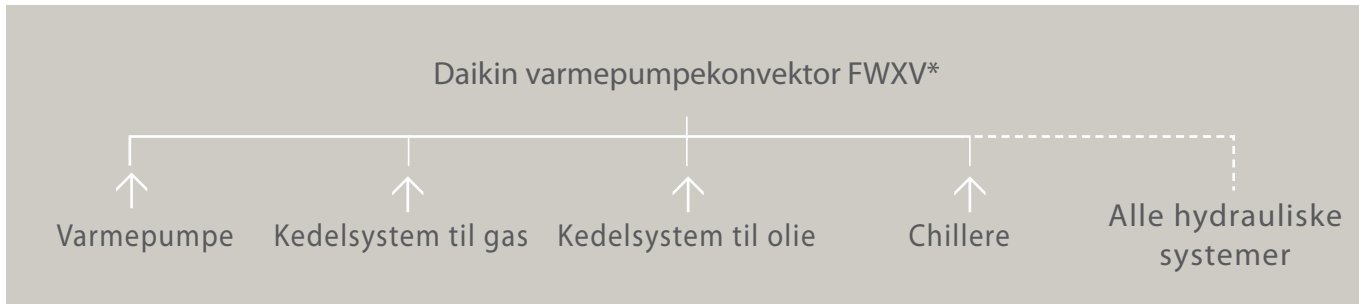 Daikin varmepumpekonvektor FWXV*
Varmepumpe
Kedelsystem til gas
Kedelsystem til olie
Chillere
Alle hydrauliske
systemer